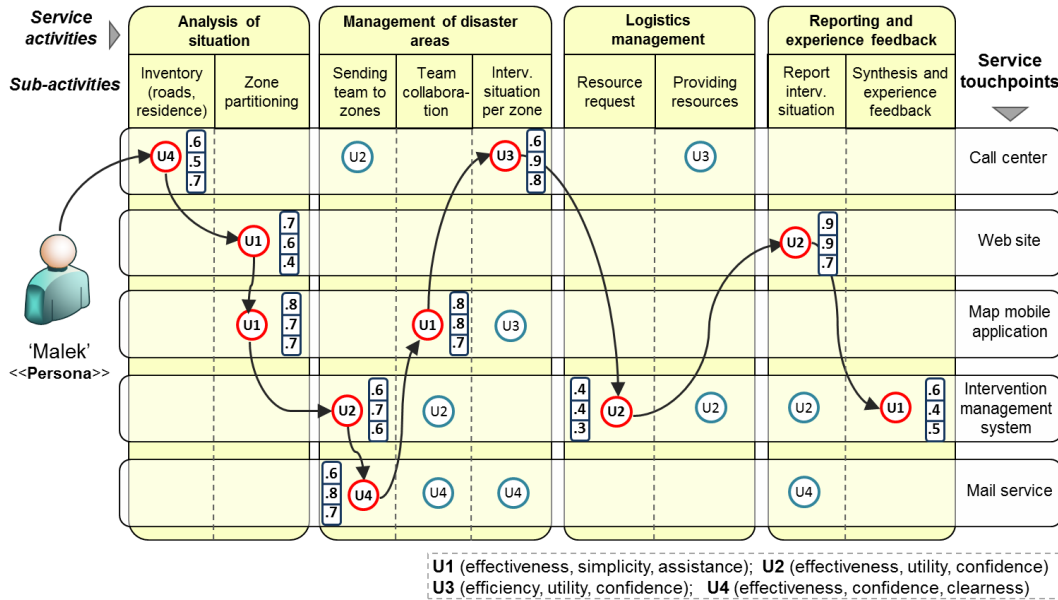 Service activities
Analysis of situation
Management of disaster areas
Logistics management
Reporting and experience feedback
Sub-activities
Inventory (roads, residence)
Zone partitioning
Sending team to zones
Team collabora-tion
Interv. situation per zone
Resource request
Providing resources
Report interv. situation
Synthesis and experience feedback
Service touchpoints
U4
.6
.5
.7
U2
U3
.6
.9
.8
U3
Call center
U1
.7
.6
.4
U2
.9
.9
.7
Web site
U1
.8
.7
.7
U1
.8
.8
.7
U3
Map mobile application
'Malek'
<<Persona>>
U2
.6
.7
.6
U2
.4
.4
.3
U2
U2
U2
U1
.6
.4
.5
Intervention management system
.6
.8
.7
U4
U4
U4
U4
Mail service
U1 (effectiveness, simplicity, assistance); U2 (effectiveness, utility, confidence)
U3 (efficiency, utility, confidence); U4 (effectiveness, confidence, clearness)